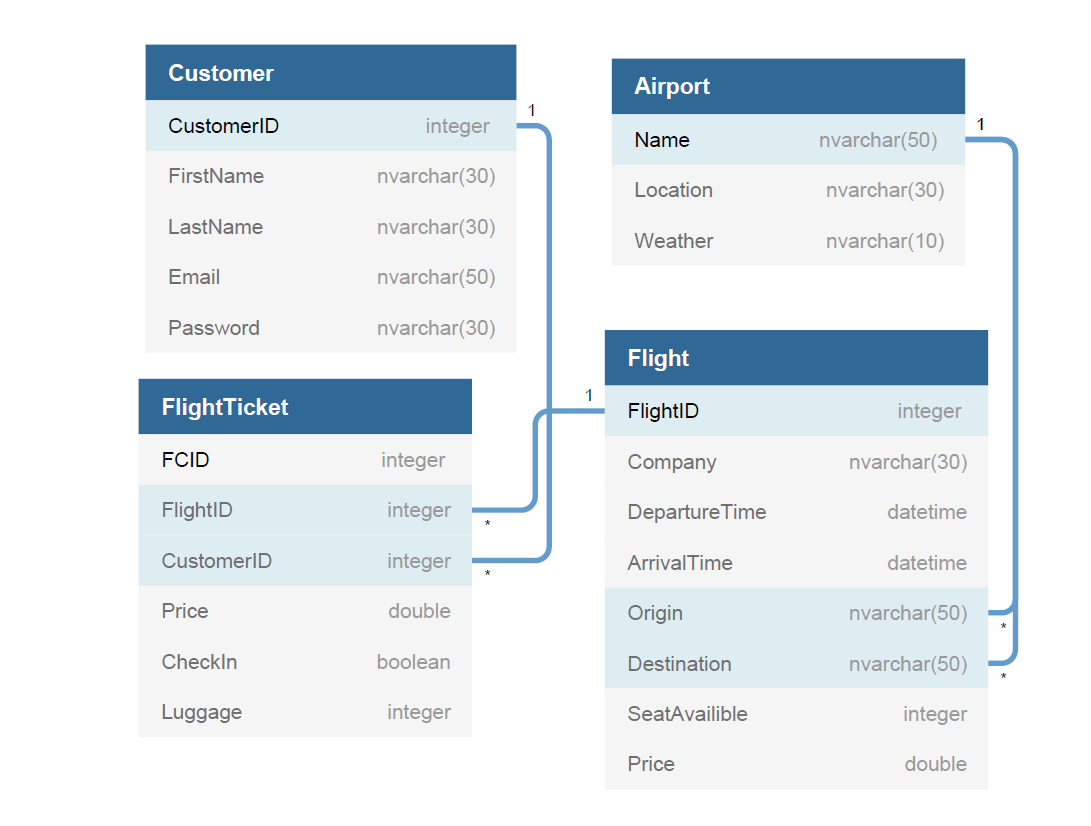 Customer
CustomerID integer
FirstName nvarchar(30)
LastName nvarchar(30)
Email nvarchar(50)
Password nvarchar(30)
1
Airport
Name nvarchar(50)
Location nvarchar(30)
Weather nvarchar(10)
1
FlightTicket
FCID integer
FlightID integer
CustomerID integer
Price double
CheckIn boolean
Luggage integer
*
*
1
Flight
FlightID integer
Company nvarchar(30)
DepartureTime datetime
ArrivalTime datetime
Origin nvarchar(50)
Destination nvarchar(50)
SeatAvailible integer
Price double
*
*